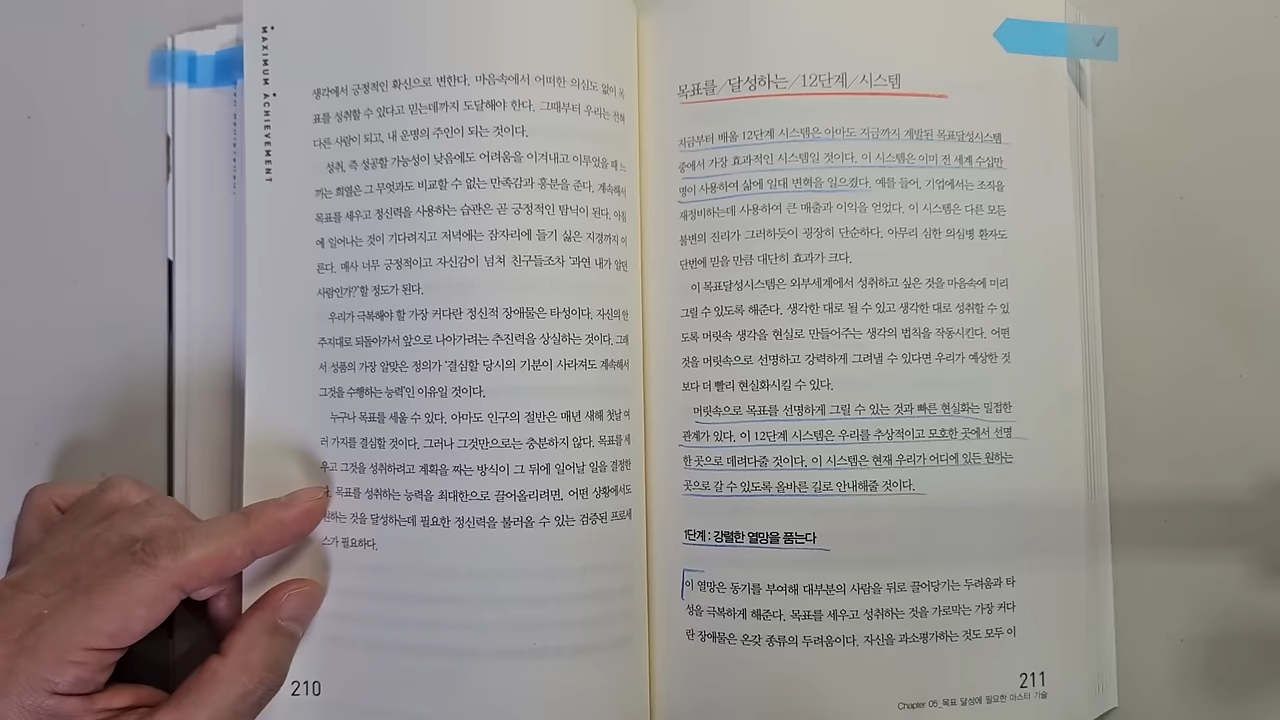 MAXIMUM ACHIEVEMENT
생각에서 긍정적인 확신으로 변한다. 마음속에서 어떠한 의심도 없이 목
표를 성취할 수 있다고 믿는데까지 도달해야 한다. 그때부터 우리는 전혀
다른 사람이 되고, 내 운명의 주인이 되는 것이다.
성취, 즉 성공할 가능성이 낮음에도 어려움을 이겨내고 이루었을 때 느
끼는 희열은 그 무엇과도 비교할 수 없는 만족감과 흥분을 준다. 계속해서
목표를 세우고 정신력을 사용하는 습관은 곧 긍정적인 탐닉이 된다. 아침
에 일어나는 것이 기다려지고 저녁에는 잠자리에 들기 싫은 지경까지 이
른다. 매사 너무 긍정적이고 자신감이 넘쳐 친구들조차 '과연 내가 알던
사람인가?'할 정도가 된다.
우리가 극복해야 할 가장 커다란 정신적 장애물은 타성이다. 자신의 안
주지대로 되돌아가서 앞으로 나아가려는 추진력을 상실하는 것이다. 그래
서 성품의 가장 알맞은 정의가 '결심할 당시의 기분이 사라져도 계속해서
그것을 수행하는 능력'인 이유일 것이다.
누구나 목표를 세울 수 있다. 아마도 인구의 절반은 매년 새해 첫날 여
러 가지를 결심할 것이다. 그러나 그것만으로는 충분하지 않다. 목표를 세
우고 그것을 성취하려고 계획을 짜는 방식이 그 뒤에 일어날 일을 결정한
목표를 성취하는 능력을 최대한으로 끌어올리려면, 어떤 상황에서도
원하는 것을 달성하는데 필요한 정신력을 불러올 수 있는 검증된 프로세
스가 필요하다.
210
목표를/달성하는/12단계/시스템
지금부터 배울 12단계 시스템은 아마도 지금까지 개발된 목표달성시스템
중에서 가장 효과적인 시스템일 것이다. 이 시스템은 이미 전 세계 수십만
명이 사용하여 삶에 일대 변혁을 일으켰다. 예를 들어, 기업에서는 조직을
재정비하는데 사용하여 큰 매출과 이익을 얻었다. 이 시스템은 다른 모든
불변의 진리가 그러하듯이 굉장히 단순하다. 아무리 심한 의심병 환자도
단번에 믿을 만큼 대단히 효과가 크다.
이 목표달성시스템은 외부세계에서 성취하고 싶은 것을 마음속에 미리
그릴 수 있도록 해준다. 생각한 대로 될 수 있고 생각한 대로 성취할 수 있
도록 머릿속 생각을 현실로 만들어주는 생각의 법칙을 작동시킨다. 어떤
것을 머릿속으로 선명하고 강력하게 그려낼 수 있다면 우리가 예상한 것
보다 더 빨리 현실화시킬 수 있다.
머릿속으로 목표를 선명하게 그릴 수 있는 것과 빠른 현실화는 밀접한
관계가 있다. 이 12단계 시스템은 우리를 추상적이고 모호한 곳에서 선명
한 곳으로 데려다줄 것이다. 이 시스템은 현재 우리가 어디에 있든 원하는
곳으로 갈 수 있도록 올바른 길로 안내해줄 것이다.
1단계 : 강렬한 열망을 품는다
이 열망은 동기를 부여해 대부분의 사람을 뒤로 끌어당기는 두려움과 타
성을 극복하게 해준다. 목표를 세우고 성취하는 것을 가로막는 가장 커다
란 장애물은 온갖 종류의 두려움이다. 자신을 과소평가하는 것도 모두 이
211
Chapter 05_목표 달성에 필요한 마스터 기술